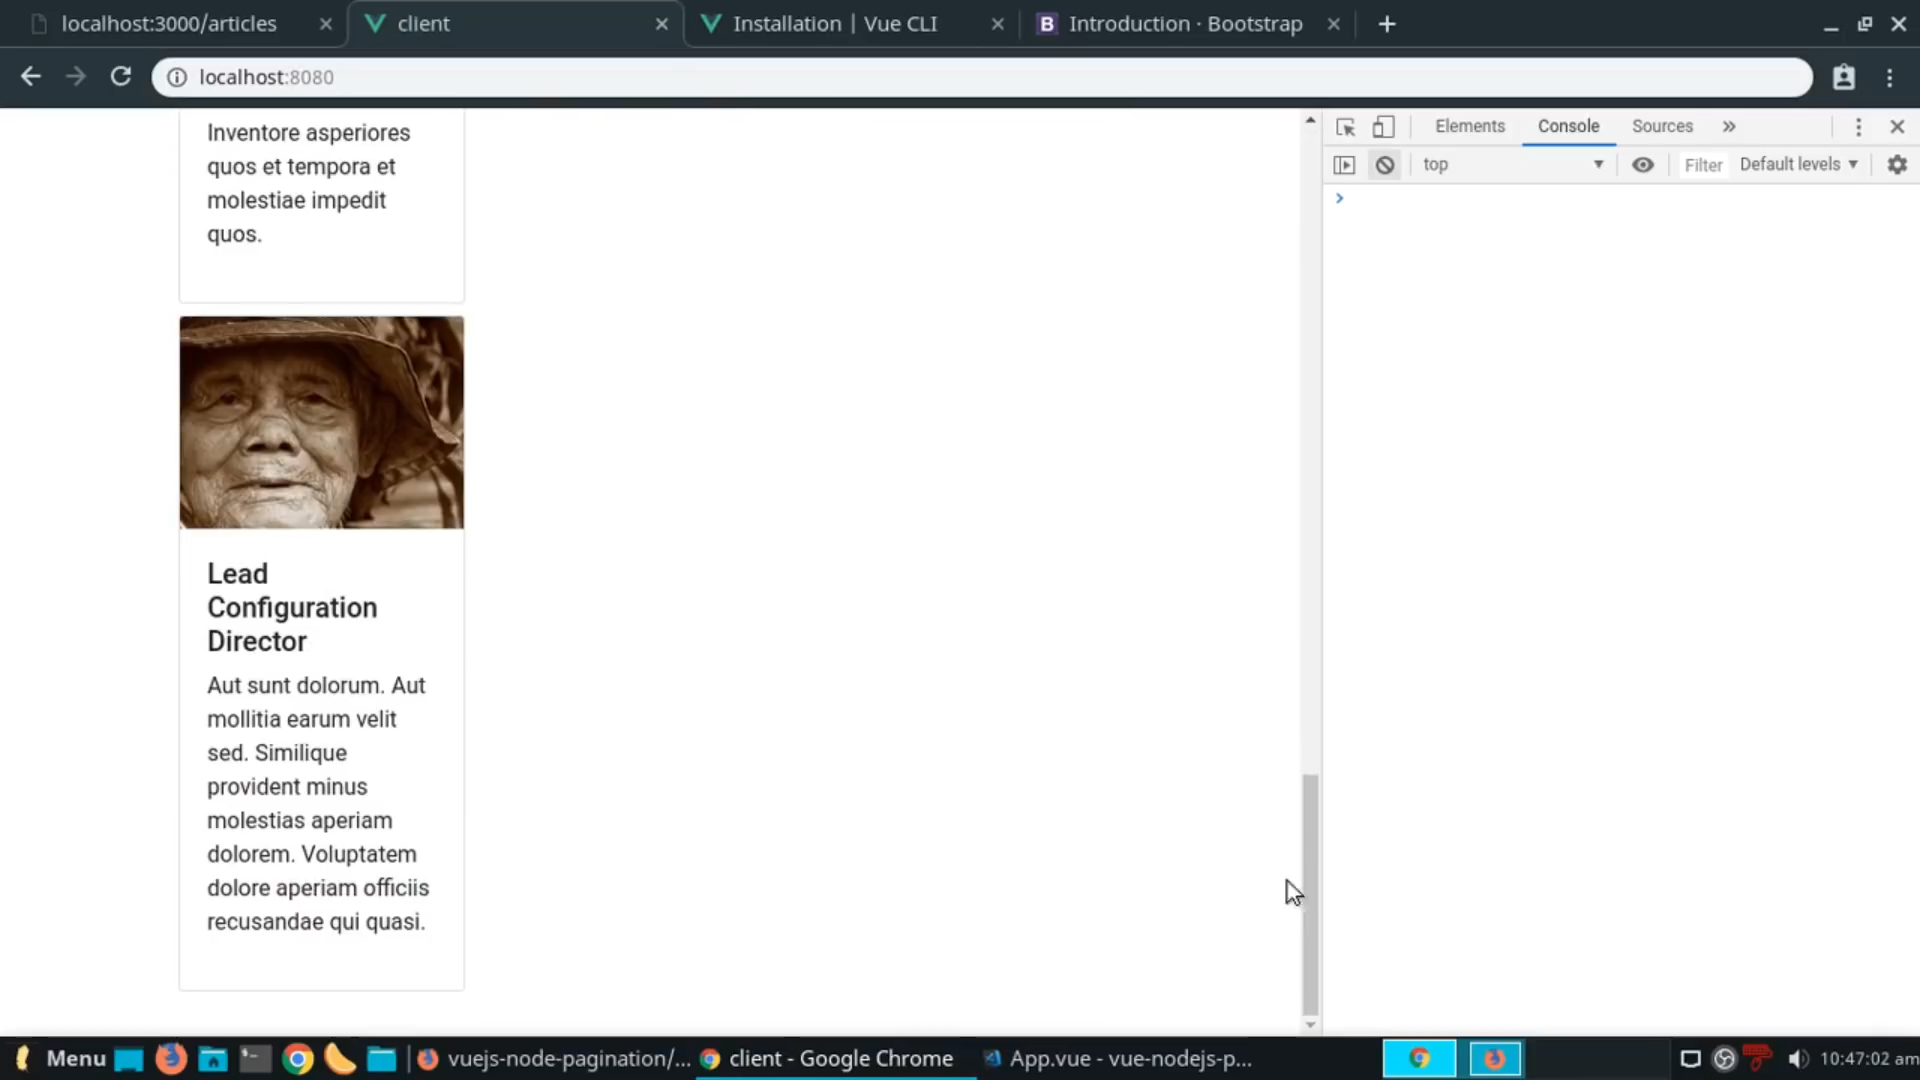 localhost:3000/articles
client
Installation | Vue CLI
Introduction · Bootstrap
localhost:8080
Elements
Console
Sources
top
Filter
Default levels
Inventore asperiores
quos et tempora et
molestiae impedit
quos.
Lead
Configuration
Director
Aut sunt dolorum. Aut
mollitia earum velit
sed. Similique
provident minus
molestias aperiam
dolorem. Voluptatem
dolore aperiam officiis
recusandae qui quasi.
Menu
vuejs-node-pagination/...
client - Google Chrome
App.vue - vue-nodejs-p...
10:47:02 am